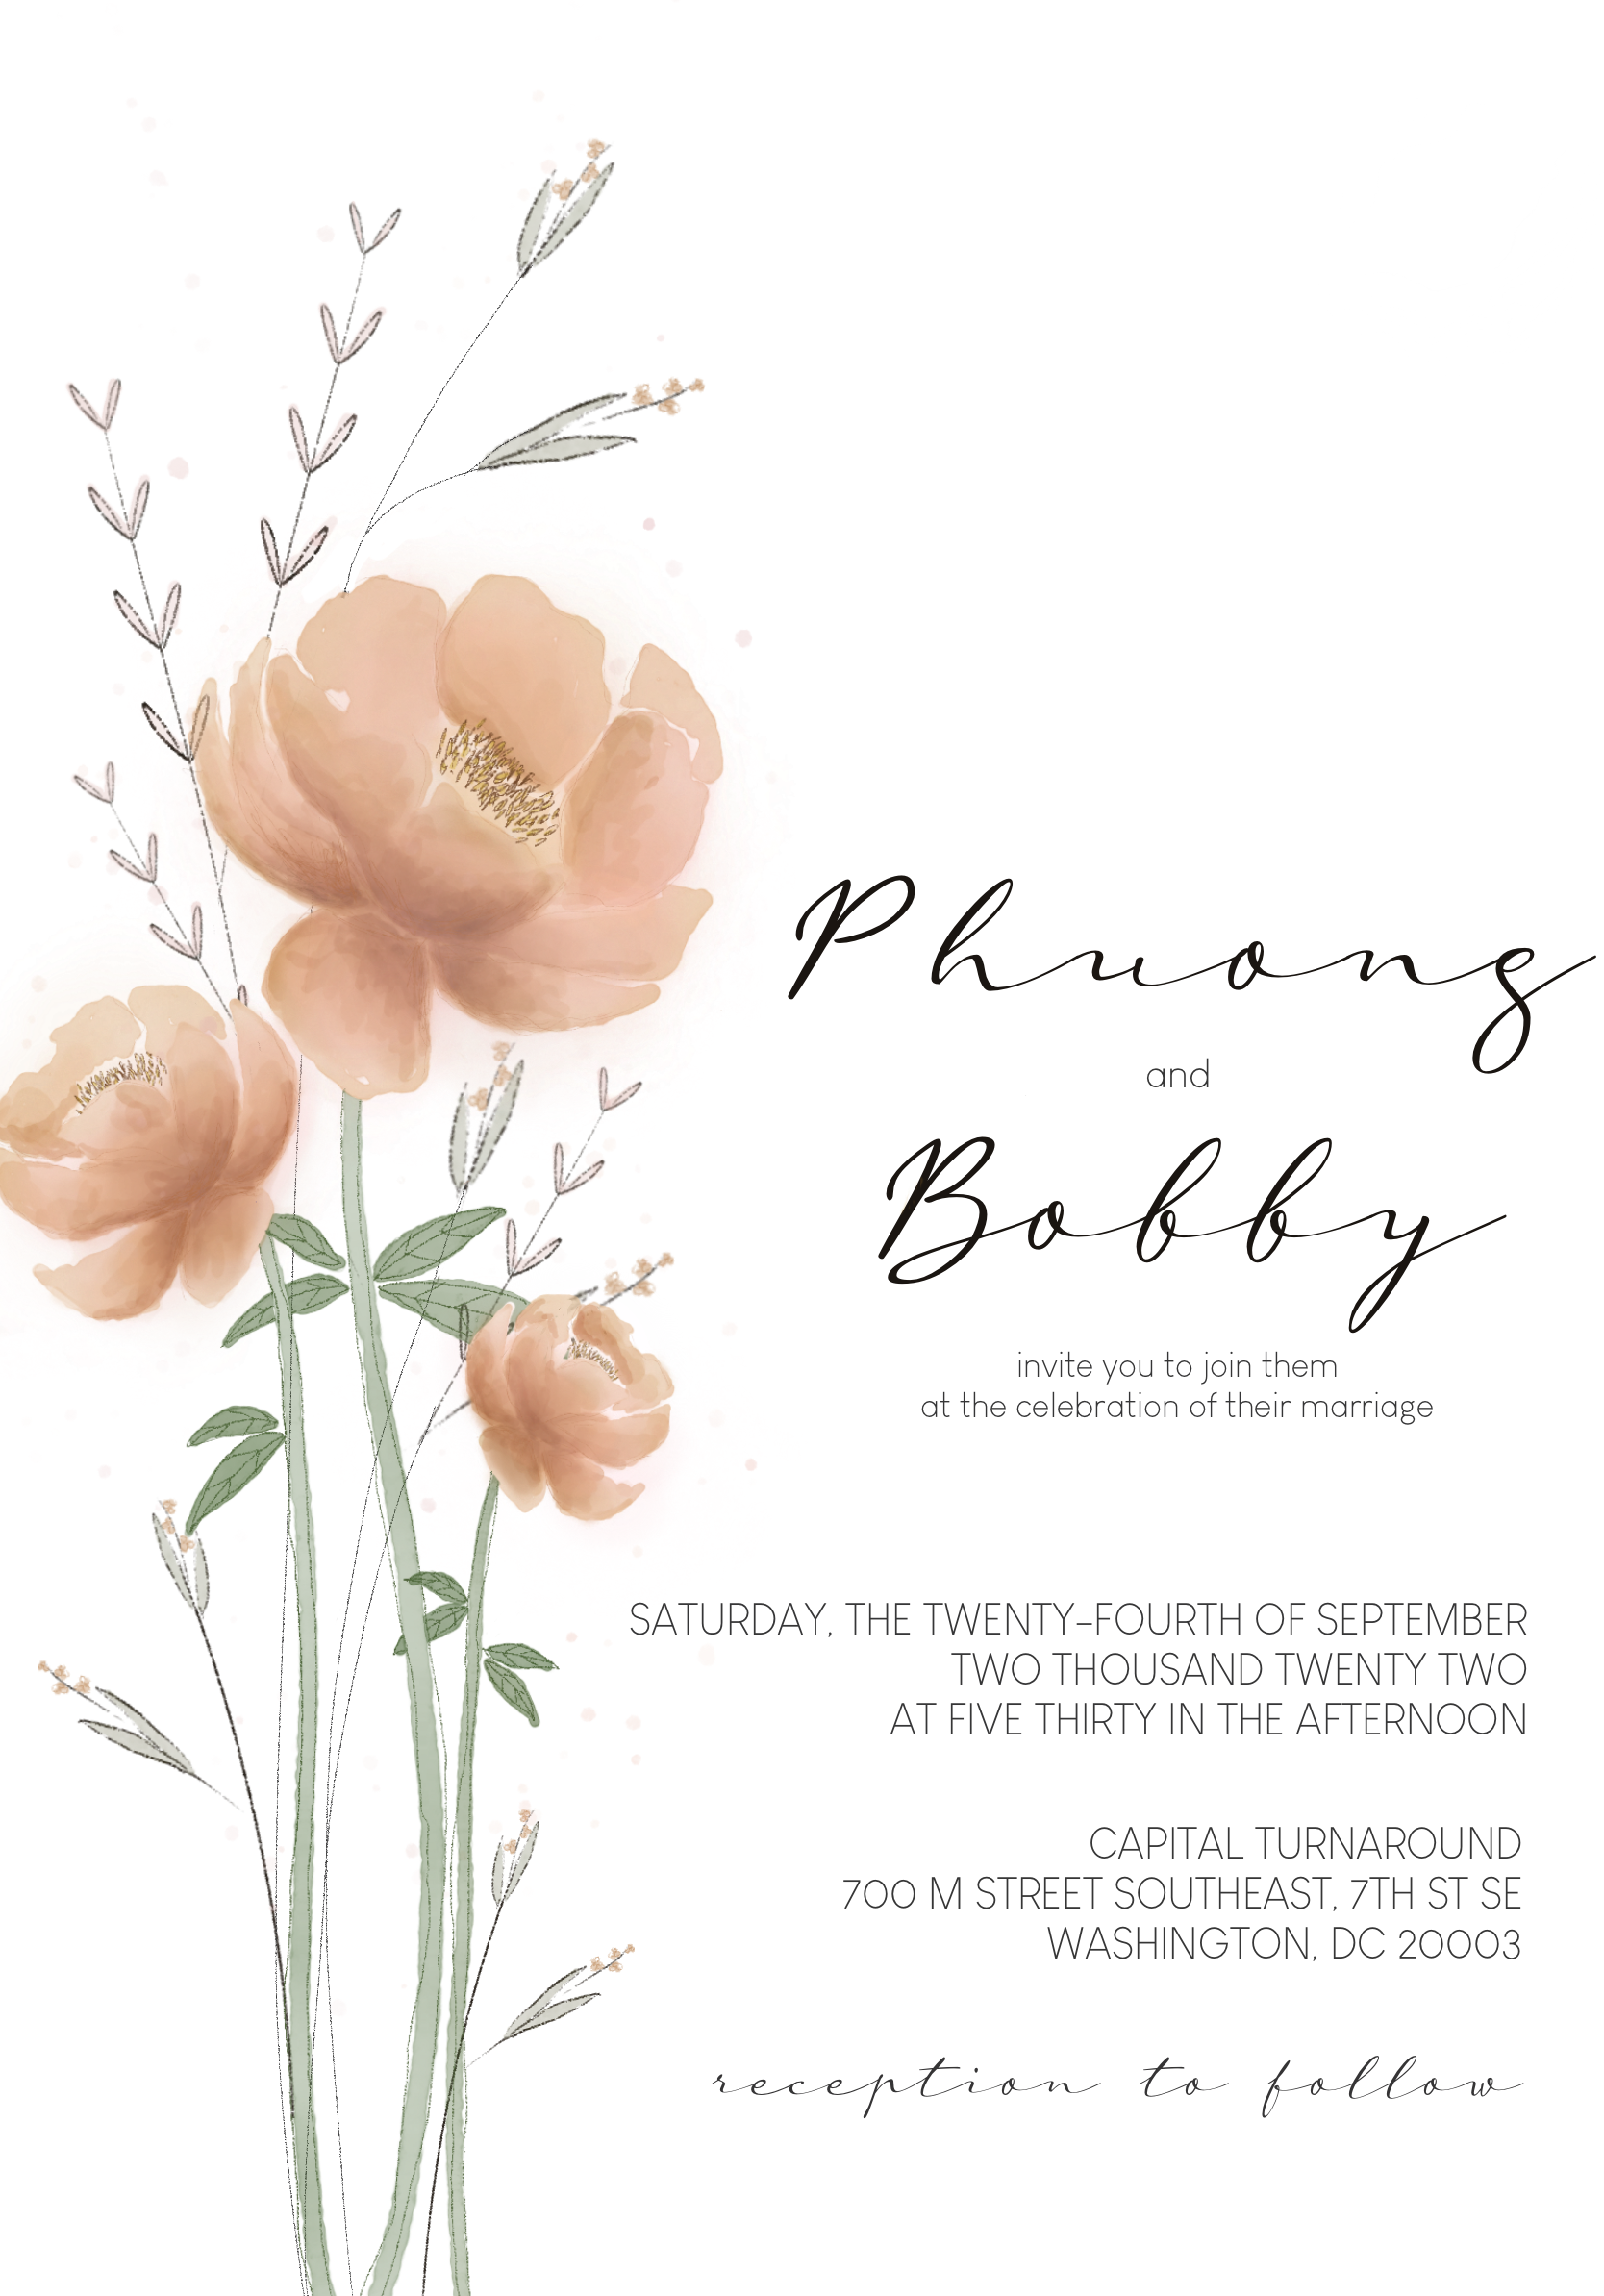 Phuong
and
Bobby
invite you to join them
at the celebration of their marriage
SATURDAY, THE TWENTY-FOURTH OF SEPTEMBER
TWO THOUSAND TWENTY TWO
AT FIVE THIRTY IN THE AFTERNOON
CAPITAL TURNAROUND
700 M STREET SOUTHEAST, 7TH ST SE
WASHINGTON, DC 20003
reception to follow